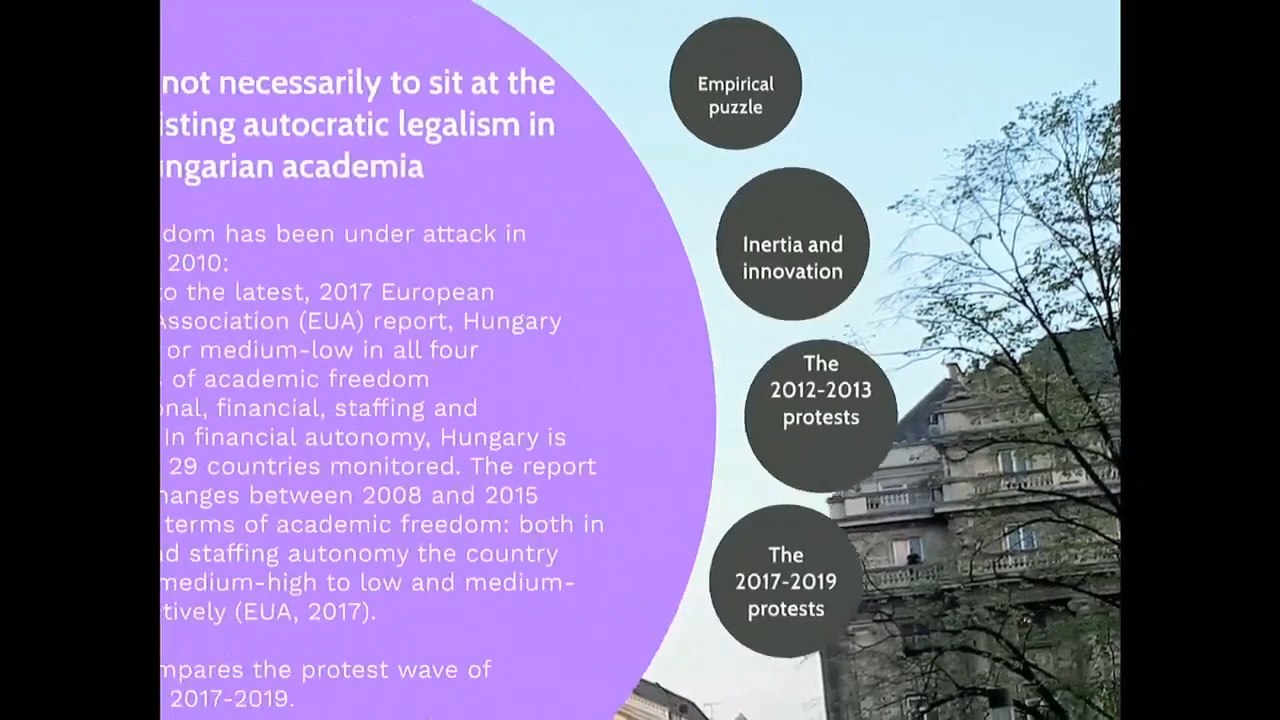 not necessarily to sit at the
isting autocratic legalism in
ngarian academia
dom has been under attack in
2010:
to the latest, 2017 European
Association (EUA) report, Hungary
or medium-low in all four
of academic freedom
onal, financial, staffing and
In financial autonomy, Hungary is
29 countries monitored. The report
hanges between 2008 and 2015
terms of academic freedom: both in
nd staffing autonomy the country
medium-high to low and medium-
tively (EUA, 2017).
mpares the protest wave of
2017-2019.
Empirical
puzzle
Inertia and
innovation
The
2012-2013
protests
The
2017-2019
protests